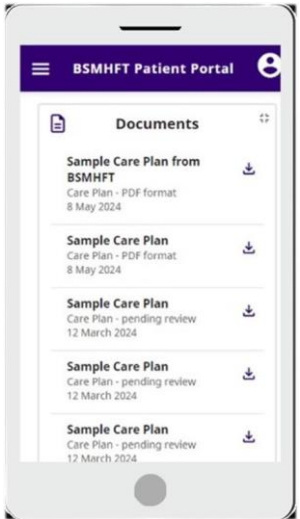 BSMHFT Patient Portal
Documents
Sample Care Plan from
BSMHFT
Care Plan - PDF format
8 May 2024
Sample Care Plan
Care Plan - PDF format
8 May 2024
Sample Care Plan
Care Plan - pending review
12 March 2024
Sample Care Plan
Care Plan - pending review
12 March 2024
Sample Care Plan
Care Plan - pending review
12 March 2024